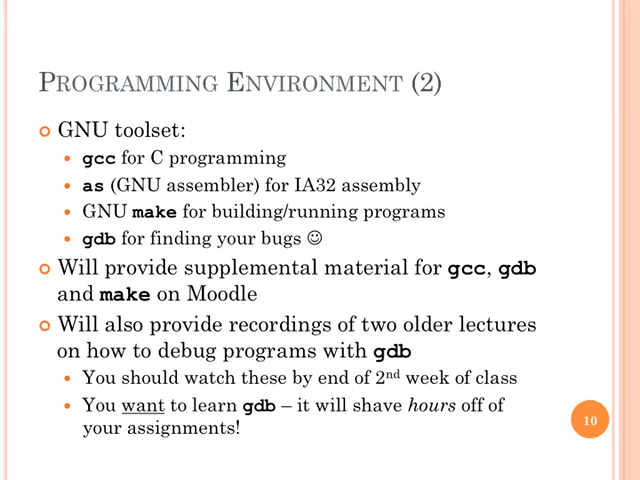 PROGRAMMING ENVIRONMENT (2)
GNU toolset:
gcc for C programming
as (GNU assembler) for IA32 assembly
GNU make for building/running programs
gdb for finding your bugs ☺
Will provide supplemental material for gcc, gdb
and make on Moodle
Will also provide recordings of two older lectures
on how to debug programs with gdb
You should watch these by end of 2nd week of class
You want to learn gdb – it will shave hours off of
your assignments!
10